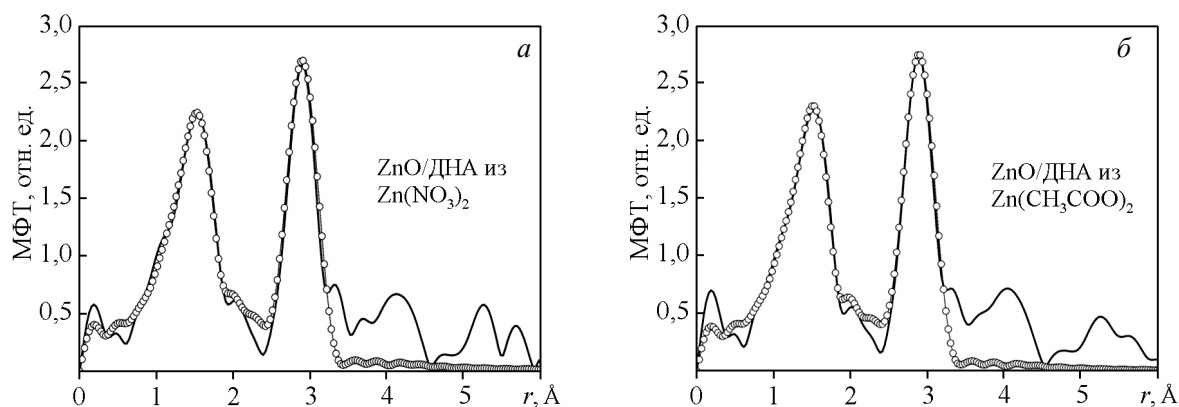 3,0
а
2,5
2,0
1,5
1,0
0,5
МФТ, отн. ед.
ZnO/ДНА из
Zn(NO₃)₂
0 1 2 3 4 5 r, Å
3,0
б
2,5
2,0
1,5
1,0
0,5
МФТ, отн. ед.
ZnO/ДНА из
Zn(CH₃COO)₂
0 1 2 3 4 5 r, Å